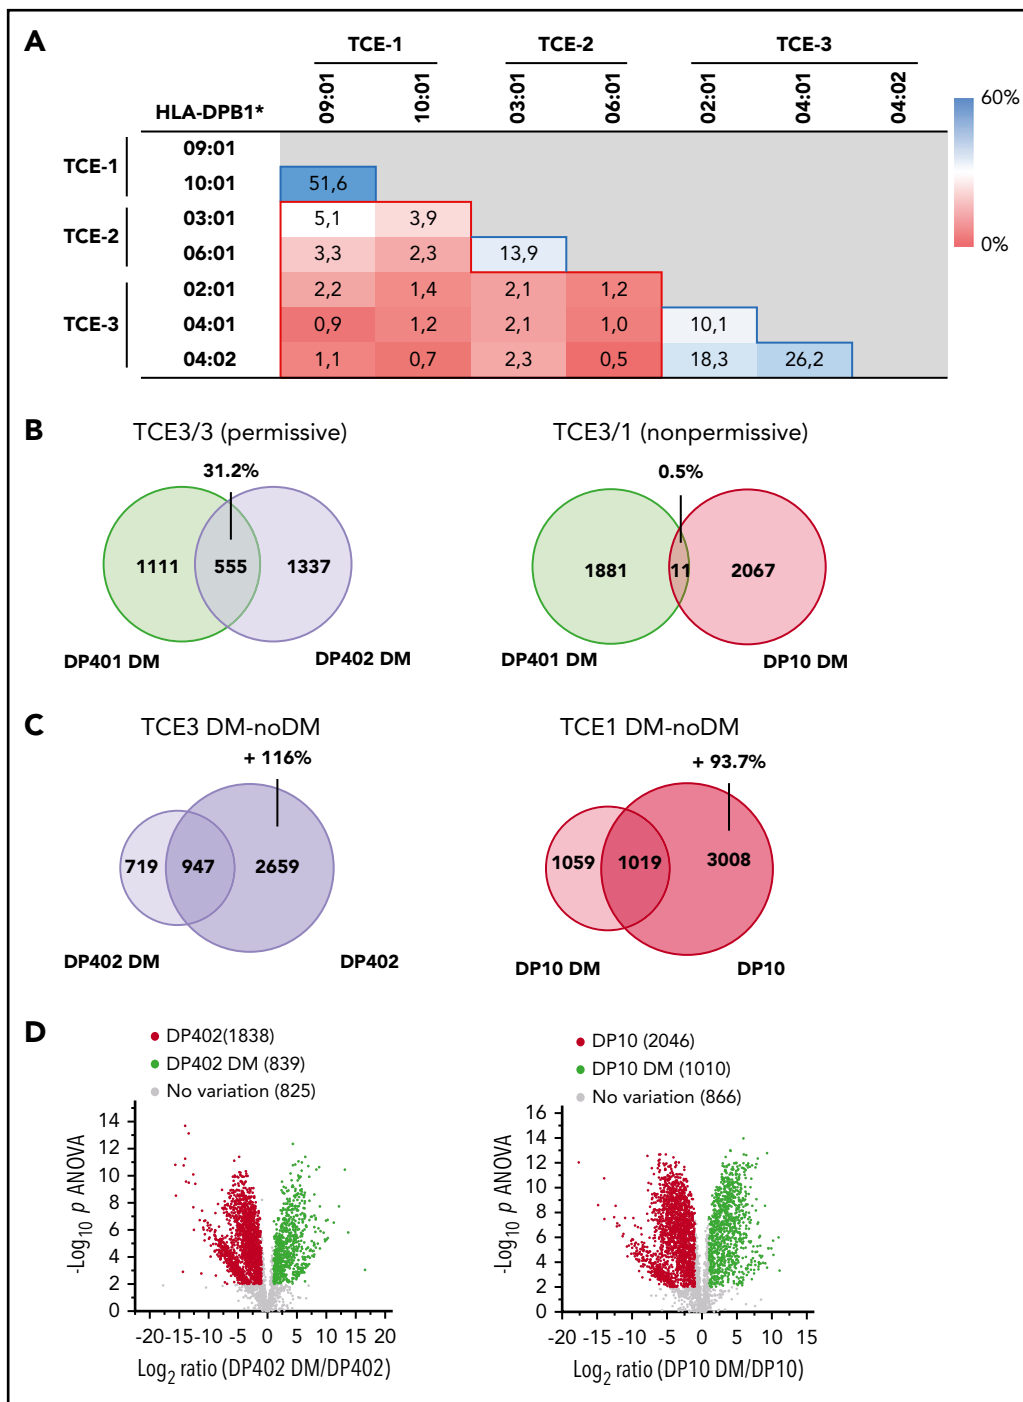 A
TCE-1 TCE-2 TCE-3
HLA-DPB1* 09:01 10:01 03:01 06:01 02:01 04:01 04:02
TCE-1
09:01
10:01 51,6
TCE-2
03:01 5,1 3,9
06:01 3,3 2,3 13,9
TCE-3
02:01 2,2 1,4 2,1 1,2
04:01 0,9 1,2 2,1 1,0 10,1
04:02 1,1 0,7 2,3 0,5 18,3 26,2
60%
0%
B
TCE3/3 (permissive)
31.2%
1111 555 1337
DP401 DM DP402 DM
TCE3/1 (nonpermissive)
0.5%
1881 11 2067
DP401 DM DP10 DM
C
TCE3 DM-noDM
+ 116%
719 947 2659
DP402 DM DP402
TCE1 DM-noDM
+ 93.7%
1059 1019 3008
DP10 DM DP10
D
DP402(1838)
DP402 DM (839)
No variation (825)
-Log10 p ANOVA
14
12
10
8
6
4
2
0
-20 -15 -10 -5 0 5 10 15 20
Log2 ratio (DP402 DM/DP402)
DP10 (2046)
DP10 DM (1010)
No variation (866)
-Log10 p ANOVA
16
14
12
10
8
6
4
2
0
-20 -15 -10 -5 0 5 10 15
Log2 ratio (DP10 DM/DP10)